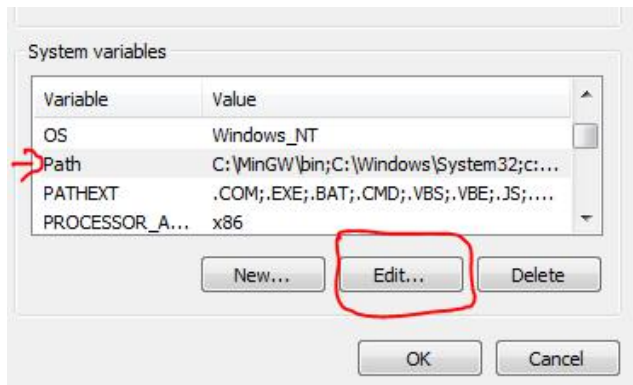 System variables
Variable Value
OS Windows_NT
Path C:\MinGW\bin;C:\Windows\System32;c:...
PATHEXT .COM;.EXE;.BAT;.CMD;.VBS;.VBE;.JS;....
PROCESSOR_A... x86
New... Edit... Delete
OK Cancel